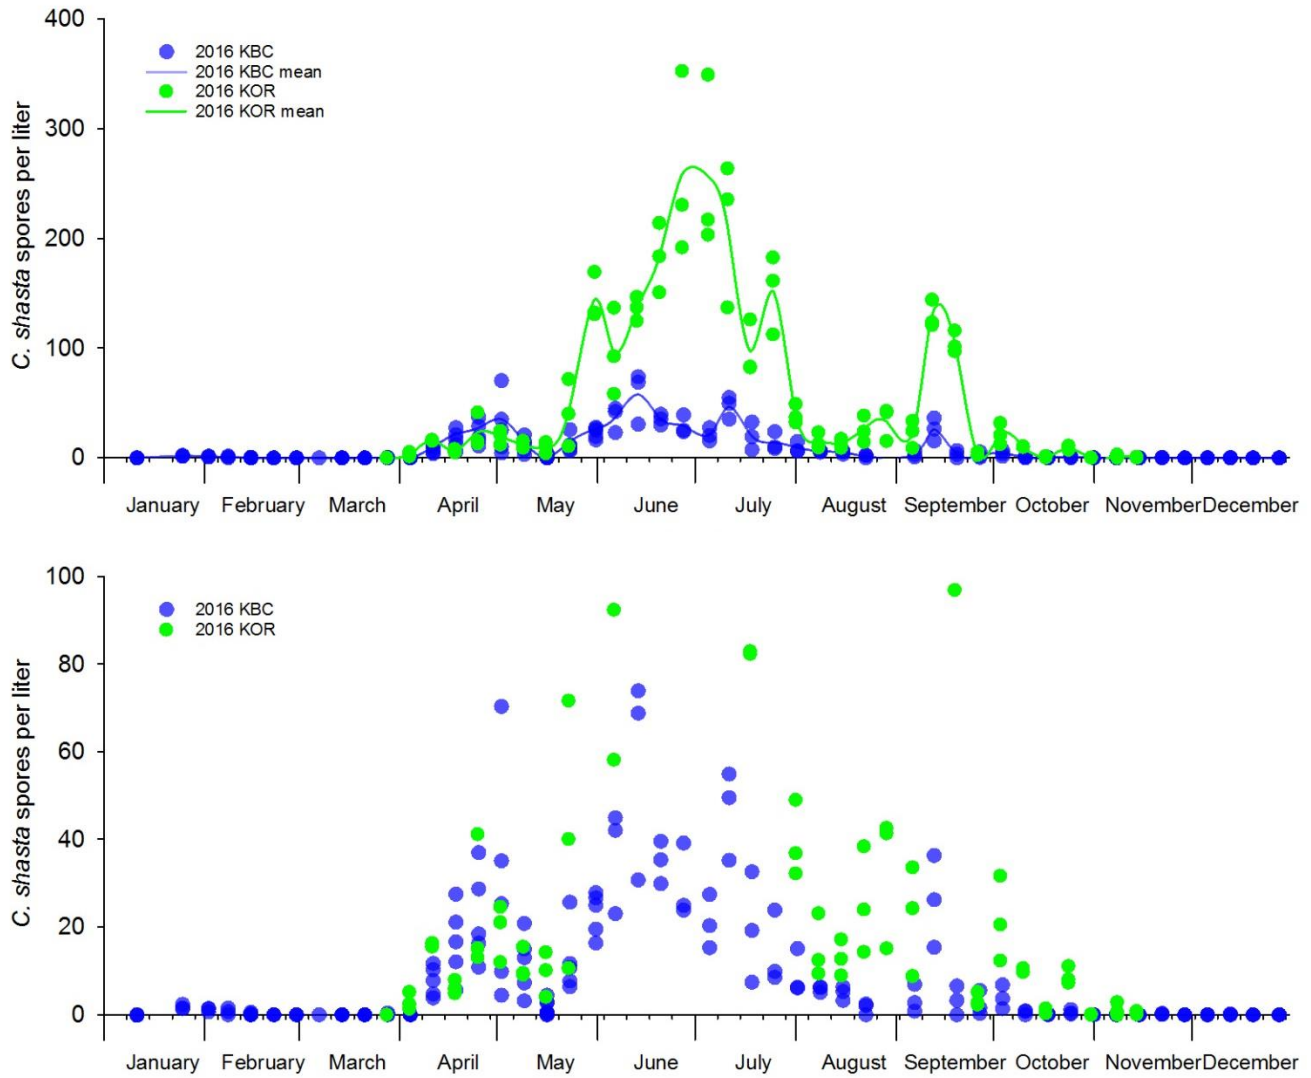 400
300
200
100
0
C. shasta spores per liter
2016 KBC
2016 KBC mean
2016 KOR
2016 KOR mean
January February March April May June July August September October November December
100
80
60
40
20
0
C. shasta spores per liter
2016 KBC
2016 KOR
January February March April May June July August September October November December